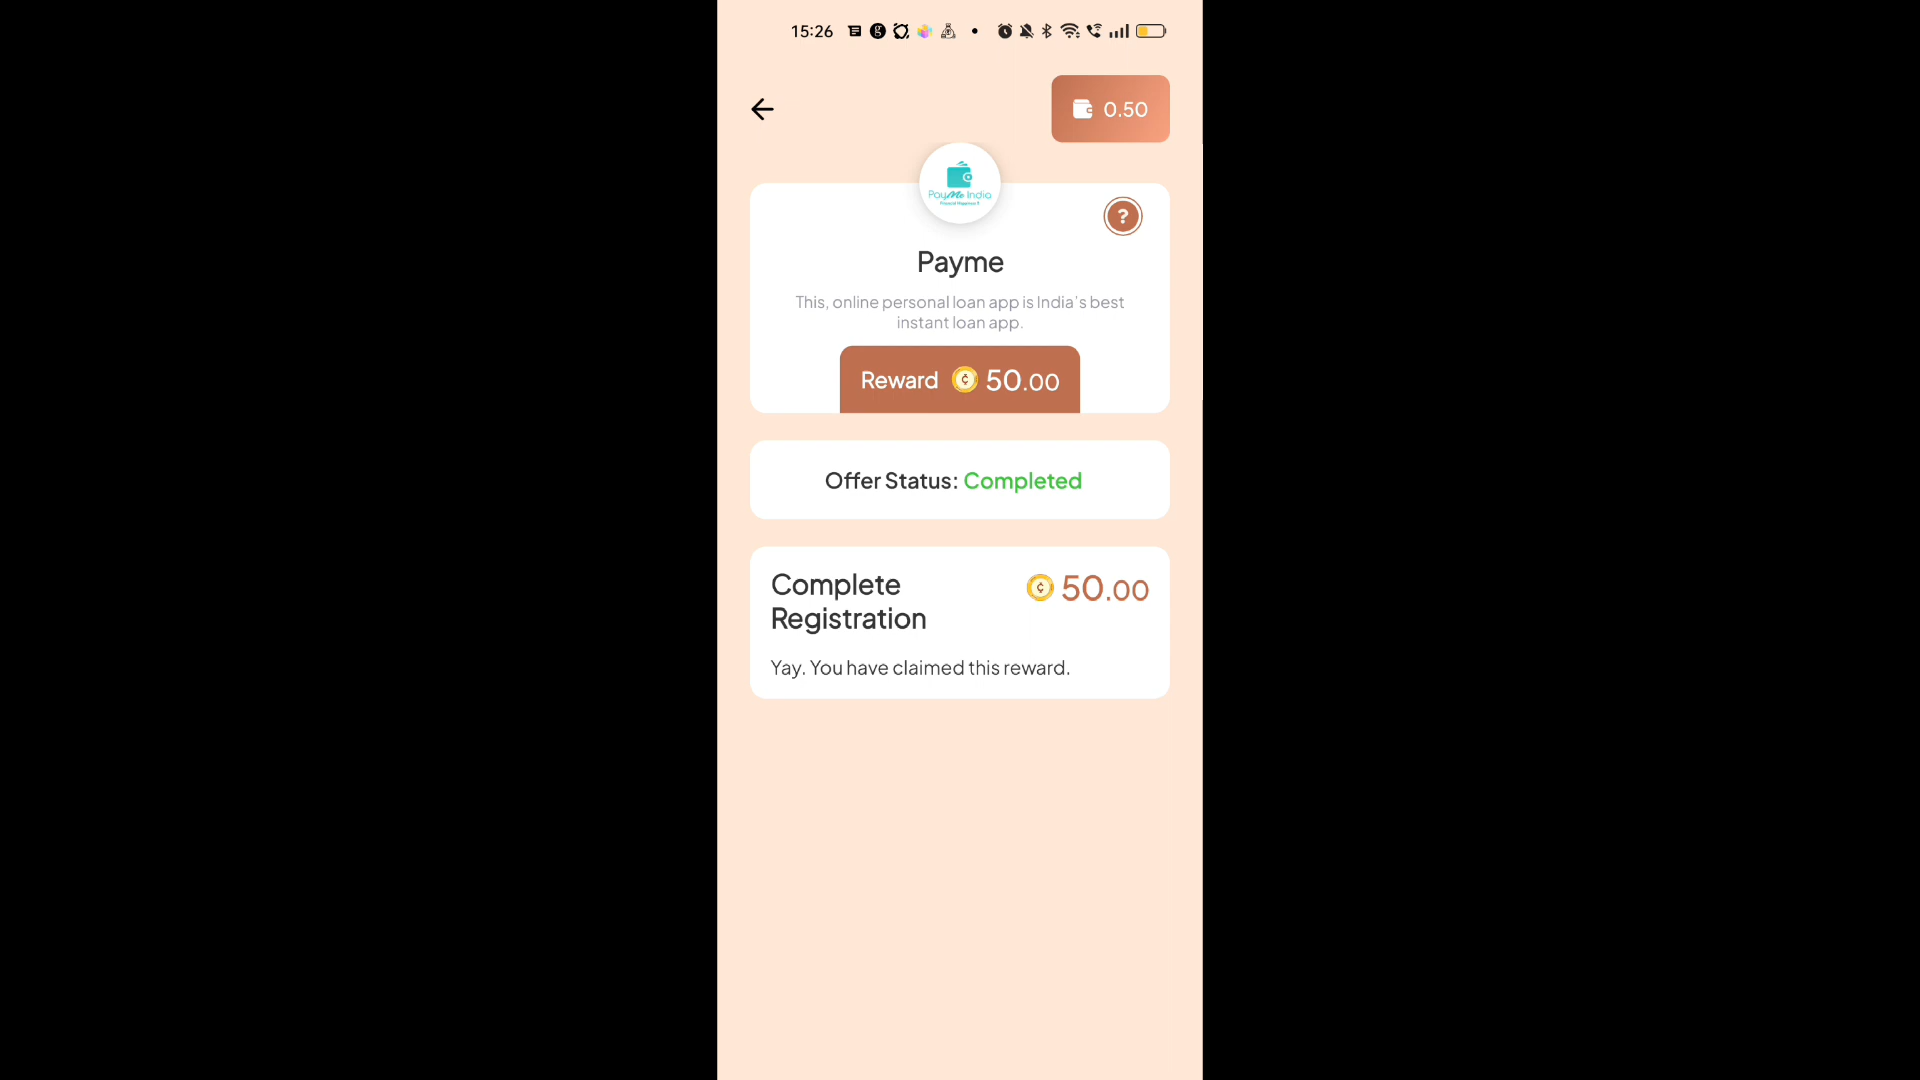 15:26
0.50
PayMe India
Payme
This, online personal loan app is India's best
instant loan app.
Reward 50.00
Offer Status: Completed
Complete
Registration
50.00
Yay. You have claimed this reward.